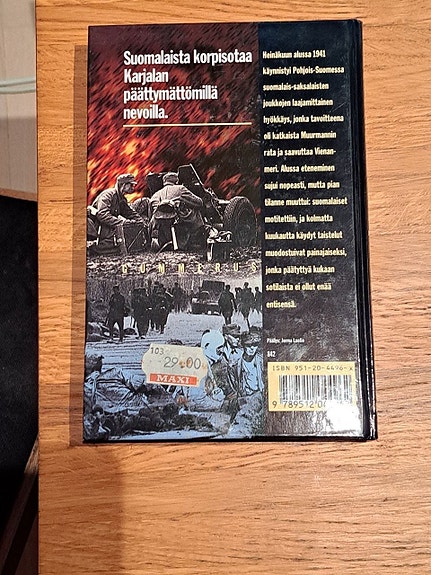 Suomalaista korpisotaa
Karjalan
päättymättömillä
nevoilla.
Heinäkuun alussa 1941
käynnistyi Pohjois-Suomessa
suomalais-saksalaisten
joukkojen laajamittainen
hyökkäys, jonka tavoitteena
oli katkaista Muurmannin
rata ja saavuttaa Vienan-
meri. Alussa eteneminen
sujui nopeasti, mutta pian
tilanne muuttui: suomalaiset
motitettiin, ja kolmatta
kuukautta käydyt taistelut
muodostuivat painajaiseksi,
jonka päätyttyä kukaan
sotilaista ei ollut enää
entisensä.
GUMMERUS
Päällys: Jorma Laulio
842
103
29.00
MAXI
ISBN 951-20-4496-X